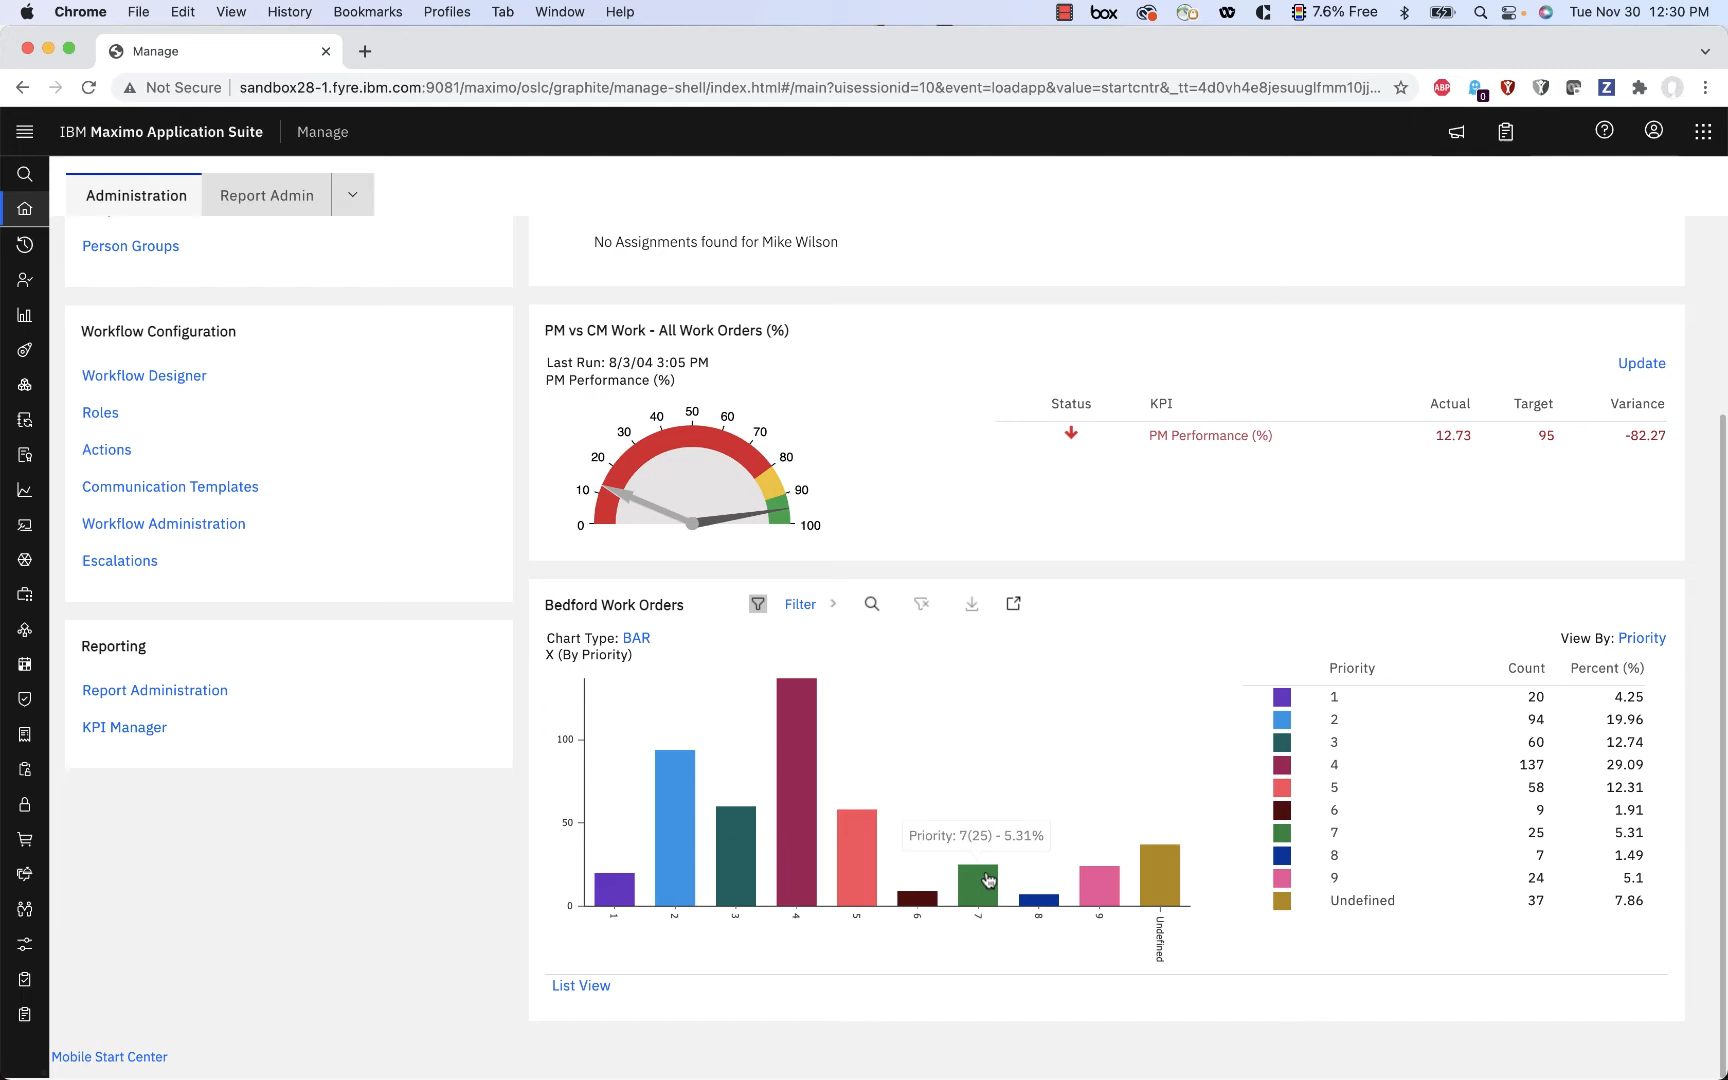 Chrome File Edit View History Bookmarks Profiles Tab Window Help box 7.6% Free Tue Nov 30 12:30 PM
Manage
Not Secure sandbox28-1.fyre.ibm.com:9081/maximo/oslc/graphite/manage-shell/index.html#/main?uisessionid=10&event=loadapp&value=startcntr&_tt=4d0vh4e8jesuuglfmm10jj... ABP 0 Z
IBM Maximo Application Suite Manage
Administration Report Admin
Person Groups
No Assignments found for Mike Wilson
Workflow Configuration
Workflow Designer
Roles
Actions
Communication Templates
Workflow Administration
Escalations
Reporting
Report Administration
KPI Manager
PM vs CM Work - All Work Orders (%)
Last Run: 8/3/04 3:05 PM
PM Performance (%)
Update
0 10 20 30 40 50 60 70 80 90 100
Status KPI Actual Target Variance
PM Performance (%) 12.73 95 -82.27
Bedford Work Orders Filter
Chart Type: BAR
X (By Priority)
View By: Priority
100
50
0
Priority: 7(25) - 5.31%
1 2 3 4 5 6 7 8 9 Undefined
Priority Count Percent (%)
1 20 4.25
2 94 19.96
3 60 12.74
4 137 29.09
5 58 12.31
6 9 1.91
7 25 5.31
8 7 1.49
9 24 5.1
Undefined 37 7.86
List View
Mobile Start Center